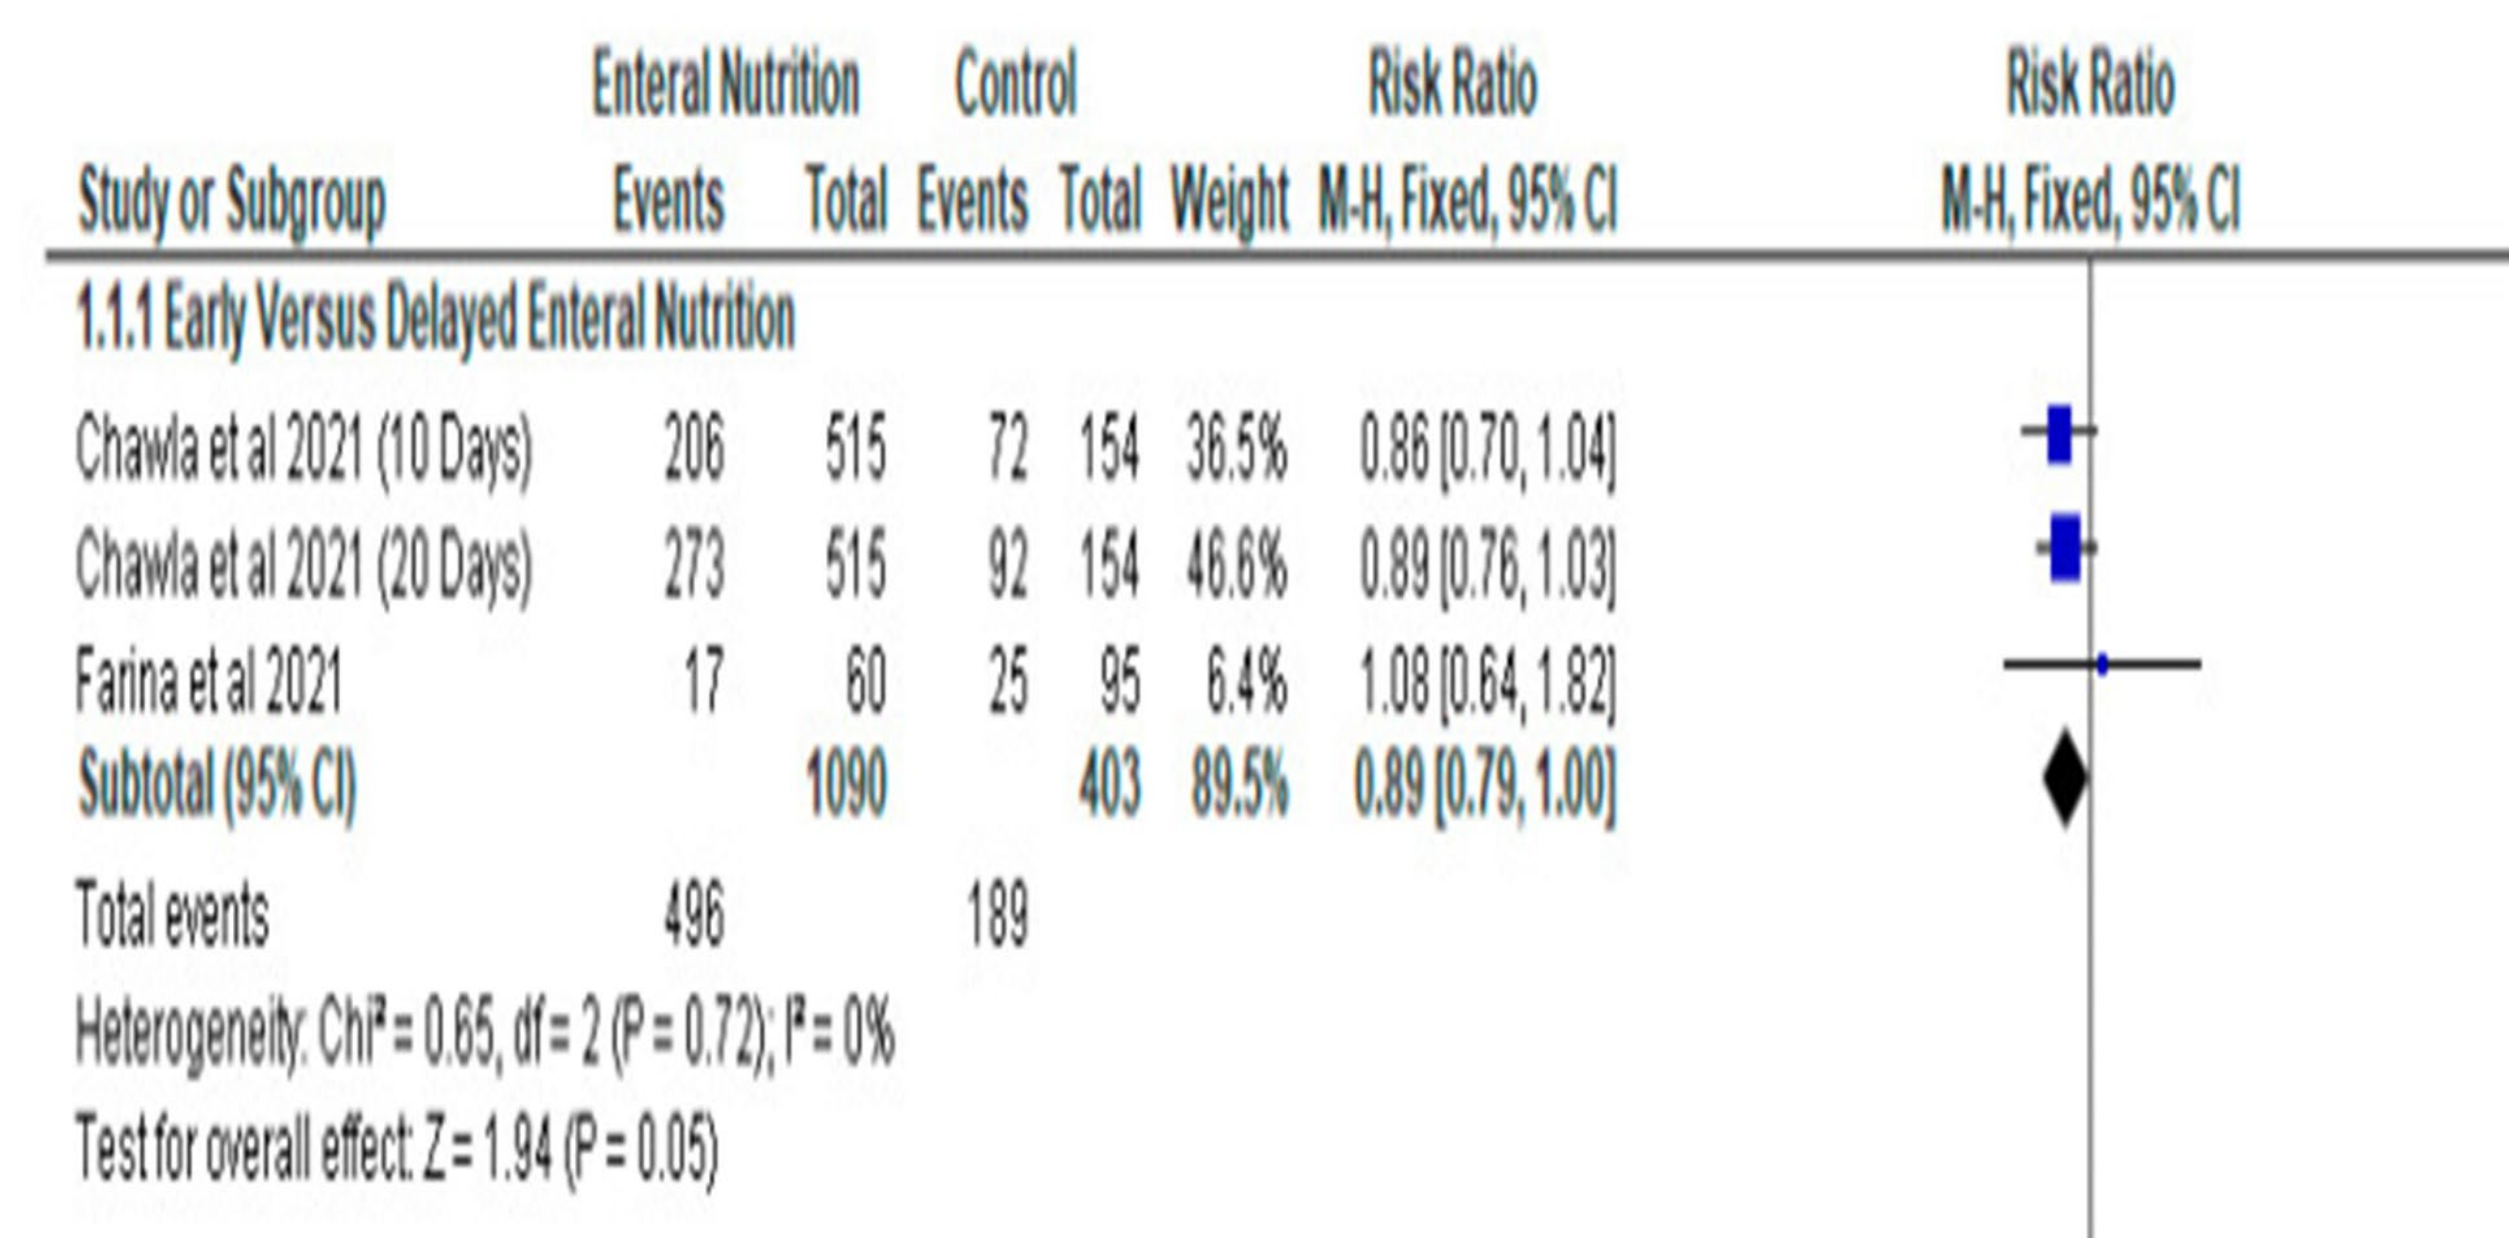 Enteral Nutrition Control Risk Ratio Risk Ratio
Study or Subgroup Events Total Events Total Weight M-H, Fixed, 95% CI M-H, Fixed, 95% CI
1.1.1 Early Versus Delayed Enteral Nutrition
Chawla et al 2021 (10 Days) 206 515 72 154 36.5% 0.86 [0.70, 1.04]
Chawla et al 2021 (20 Days) 273 515 92 154 46.6% 0.89 [0.76, 1.03]
Farina et al 2021 17 60 25 95 6.4% 1.08 [0.64, 1.82]
Subtotal (95% CI) 1090 403 89.5% 0.89 [0.79, 1.00]
Total events 496 189
Heterogeneity: Chi² = 0.65, df = 2 (P = 0.72); I² = 0%
Test for overall effect: Z = 1.94 (P = 0.05)